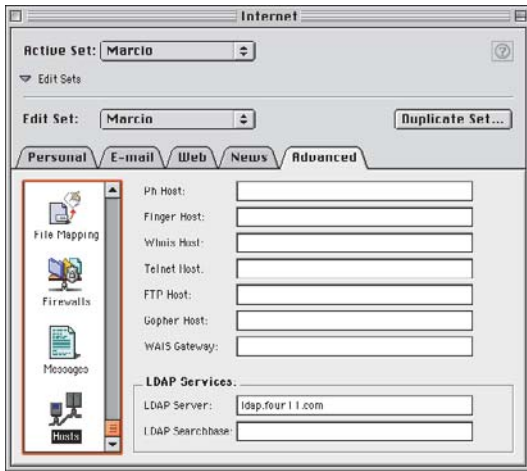 Internet
Active Set: Marcio
?
Edit Sets
Edit Set: Marcio
Duplicate Set...
Personal E-mail Web News Advanced
File Mapping
Firewalls
Messages
Hosts
Ph Host:
Finger Host:
Whois Host:
Telnet Host:
FTP Host:
Gopher Host:
WAIS Gateway:
LDAP Services:
LDAP Server: ldap.four11.com
LDAP Searchbase: